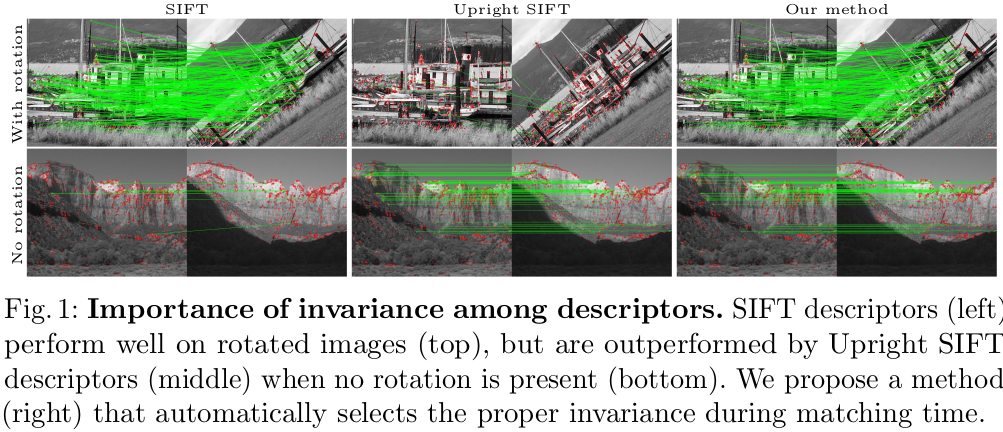 SIFT
Upright SIFT
Our method
With rotation
No rotation
Fig. 1: Importance of invariance among descriptors. SIFT descriptors (left)
perform well on rotated images (top), but are outperformed by Upright SIFT
descriptors (middle) when no rotation is present (bottom). We propose a method
(right) that automatically selects the proper invariance during matching time.